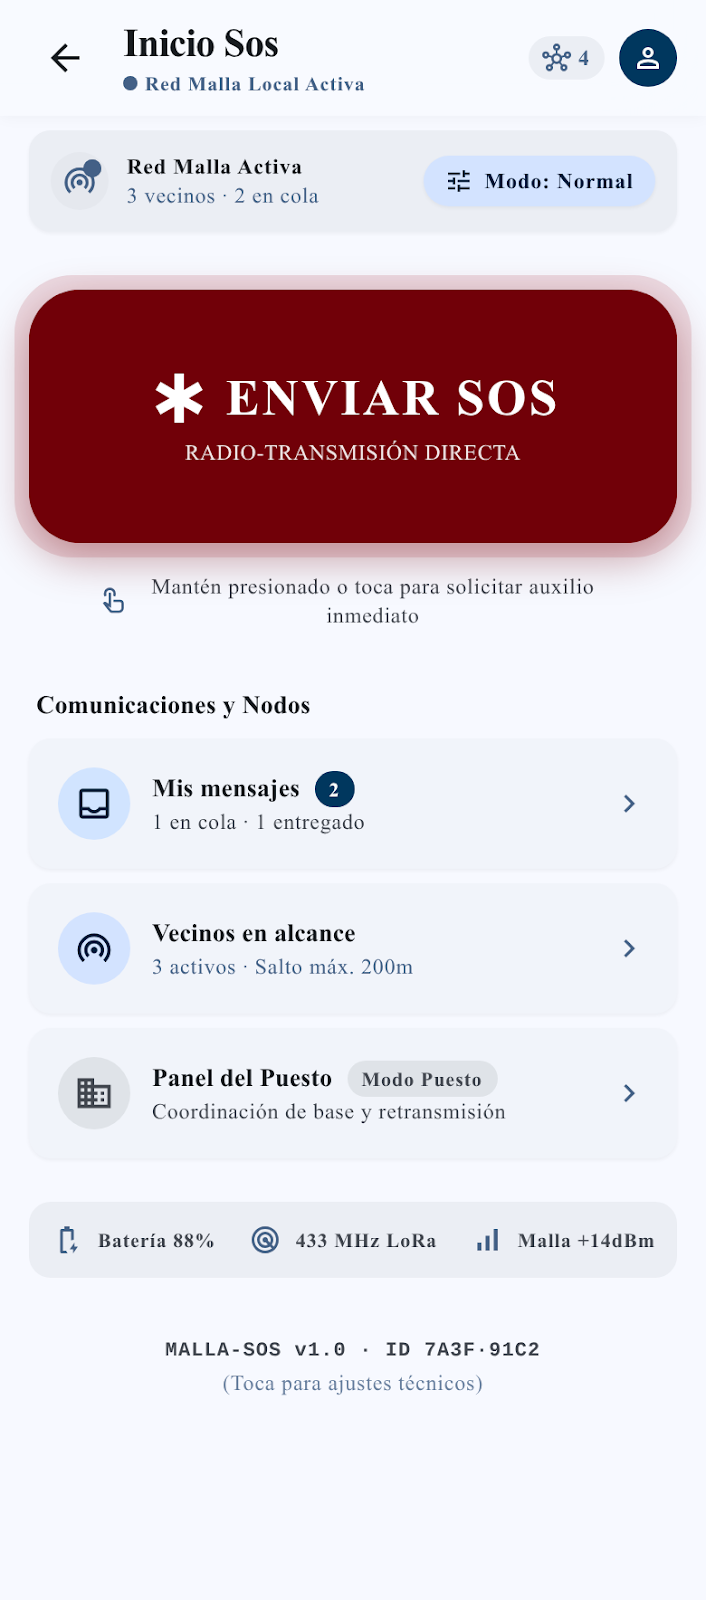 Inicio Sos
Red Malla Local Activa
4
Red Malla Activa
3 vecinos · 2 en cola
Modo: Normal
ENVIAR SOS
RADIO-TRANSMISIÓN DIRECTA
Mantén presionado o toca para solicitar auxilio
inmediato
Comunicaciones y Nodos
Mis mensajes 2
1 en cola · 1 entregado
Vecinos en alcance
3 activos · Salto máx. 200m
Panel del Puesto Modo Puesto
Coordinación de base y retransmisión
Batería 88% 433 MHz LoRa Malla +14dBm
MALLA-SOS v1.0 · ID 7A3F·91C2
(Toca para ajustes técnicos)